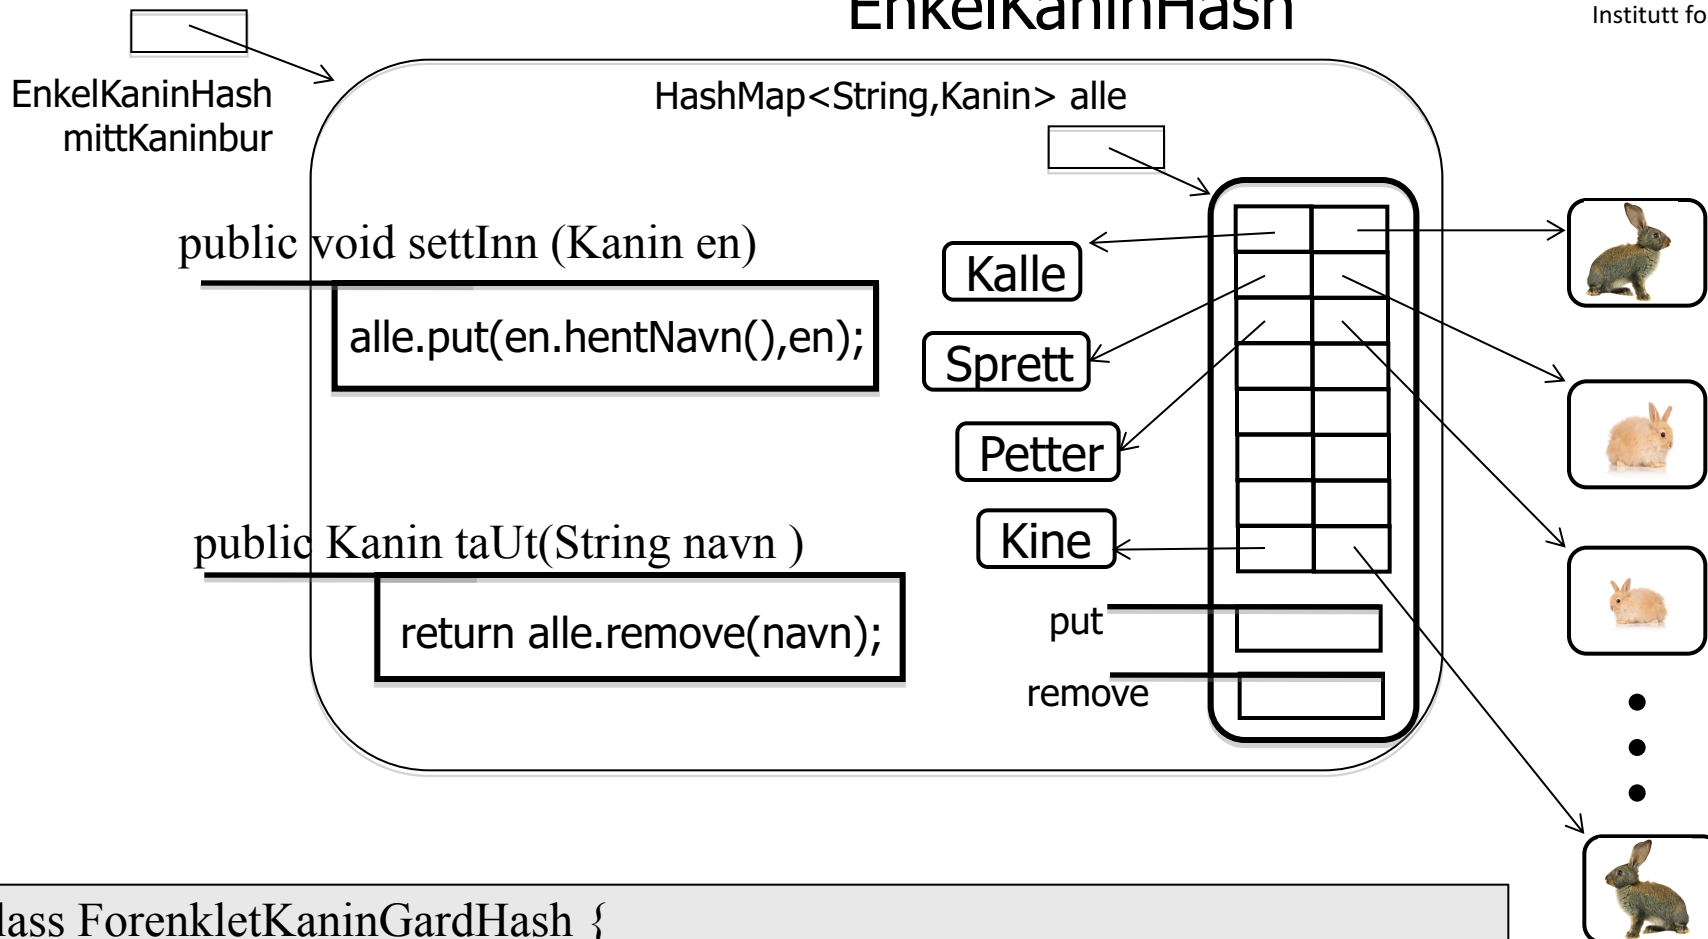 EnkelKaninHash
Institutt fo
EnkelKaninHash
mittKaninbur
HashMap<String,Kanin> alle
public void settInn (Kanin en)
alle.put(en.hentNavn(),en);
Kalle
Sprett
Petter
Kine
public Kanin taUt(String navn )
return alle.remove(navn);
put
remove
lass ForenkletKaninGardHash {